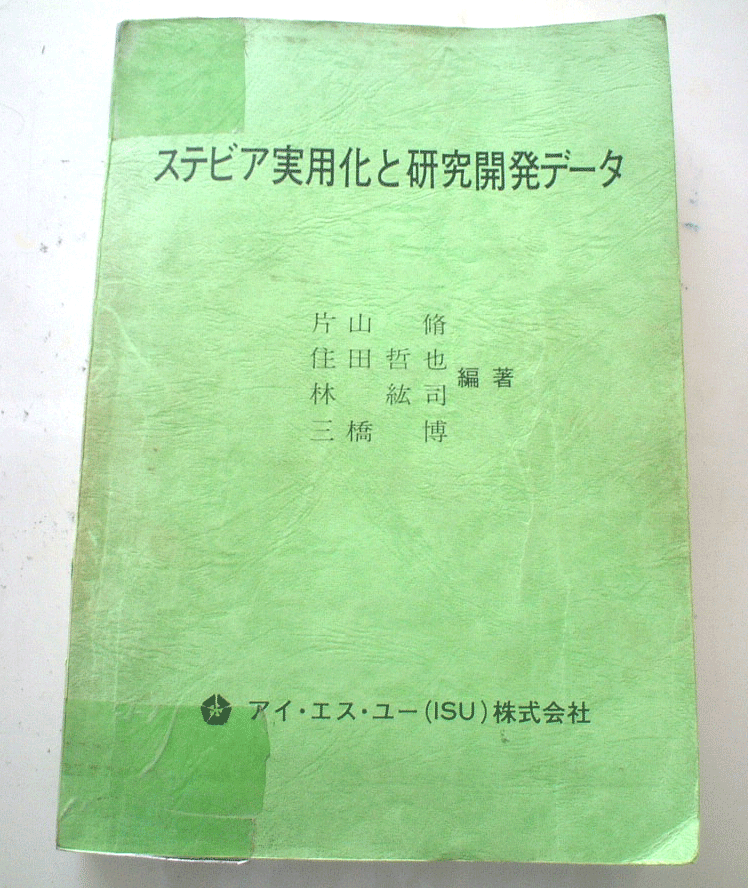 ステビア実用化と研究開発データ
片山 脩
住田哲也
林 紘司
三橋 博
編著
アイ・エス・ユー(ISU)株式会社